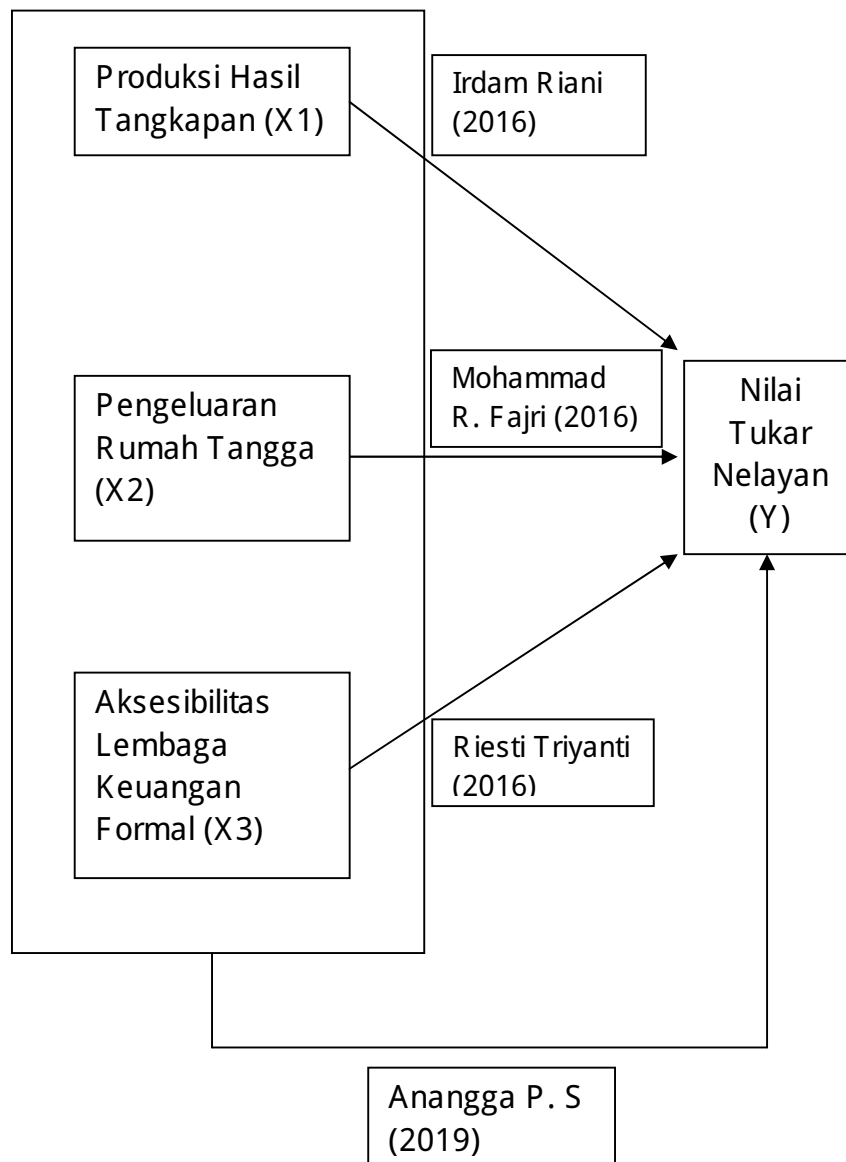 Produksi Hasil
Tangkapan (X1)
Irdam Riani
(2016)
Pengeluaran
Rumah Tangga
(X2)
Mohammad
R. Fajri (2016)
Nilai
Tukar
Nelayan
(Y)
Aksesibilitas
Lembaga
Keuangan
Formal (X3)
Riesti Triyanti
(2016)
Anangga P. S
(2019)